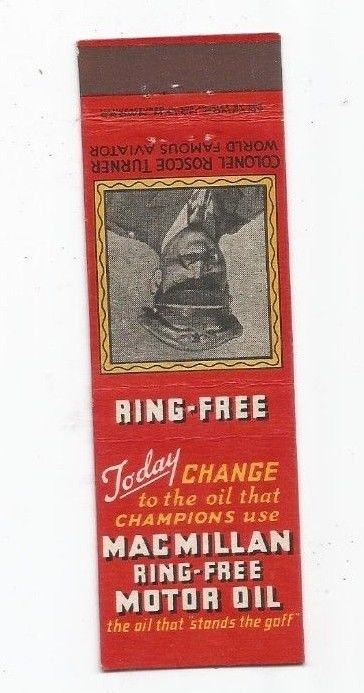 COLONEL ROSCOE TURNER
WORLD FAMOUS AVIATOR
RING-FREE
Today CHANGE
to the oil that
CHAMPIONS use
MACMILLAN
RING-FREE
MOTOR OIL
the oil that "stands the gaff"